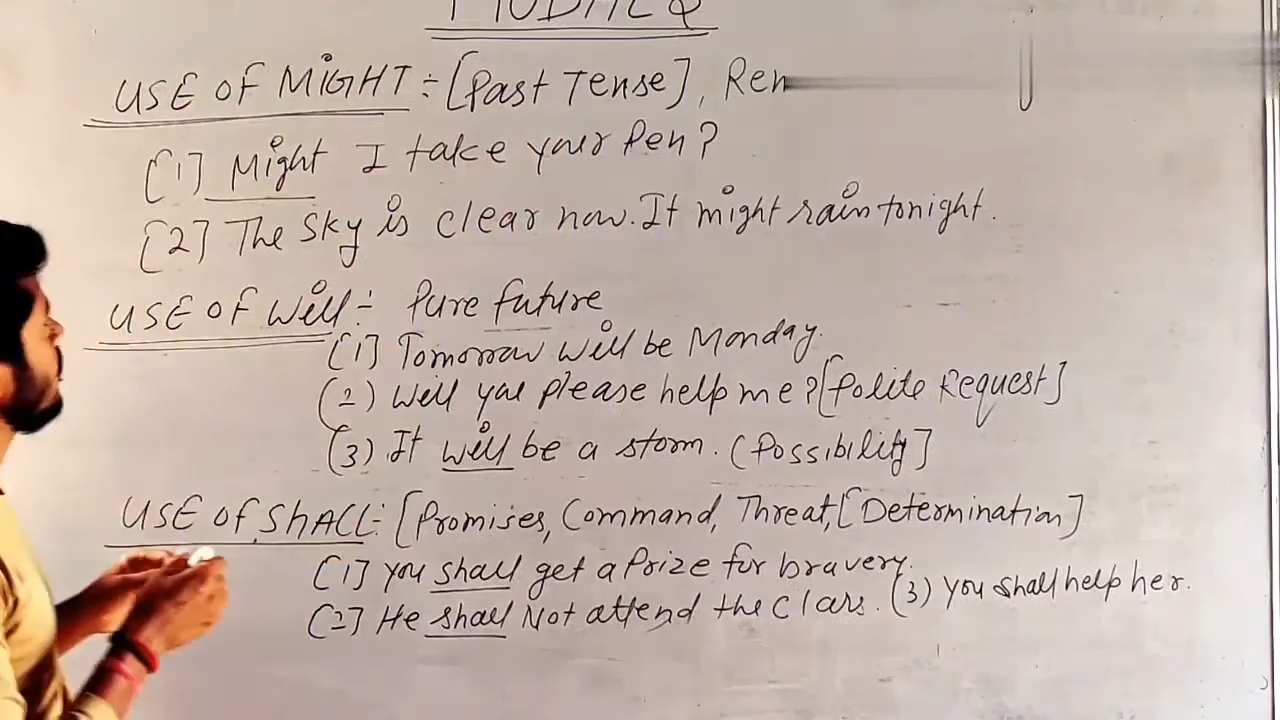 MODALS
USE OF MIGHT :- [Past Tense], Rem
[1] Might I take your Pen?
[2] The Sky is clear now. It might rain tonight.
USE OF Will :- Pure future
[1] Tomorrow will be Monday.
(2) Will you please help me? [Polite Request]
(3) It will be a storm. (Possibility]
USE OF SHALL :- [Promises, Command, Threat, [Determination]
[1] You shall get a Prize for bravery.
[2] He shall Not attend the Class. (3) You shall help her.